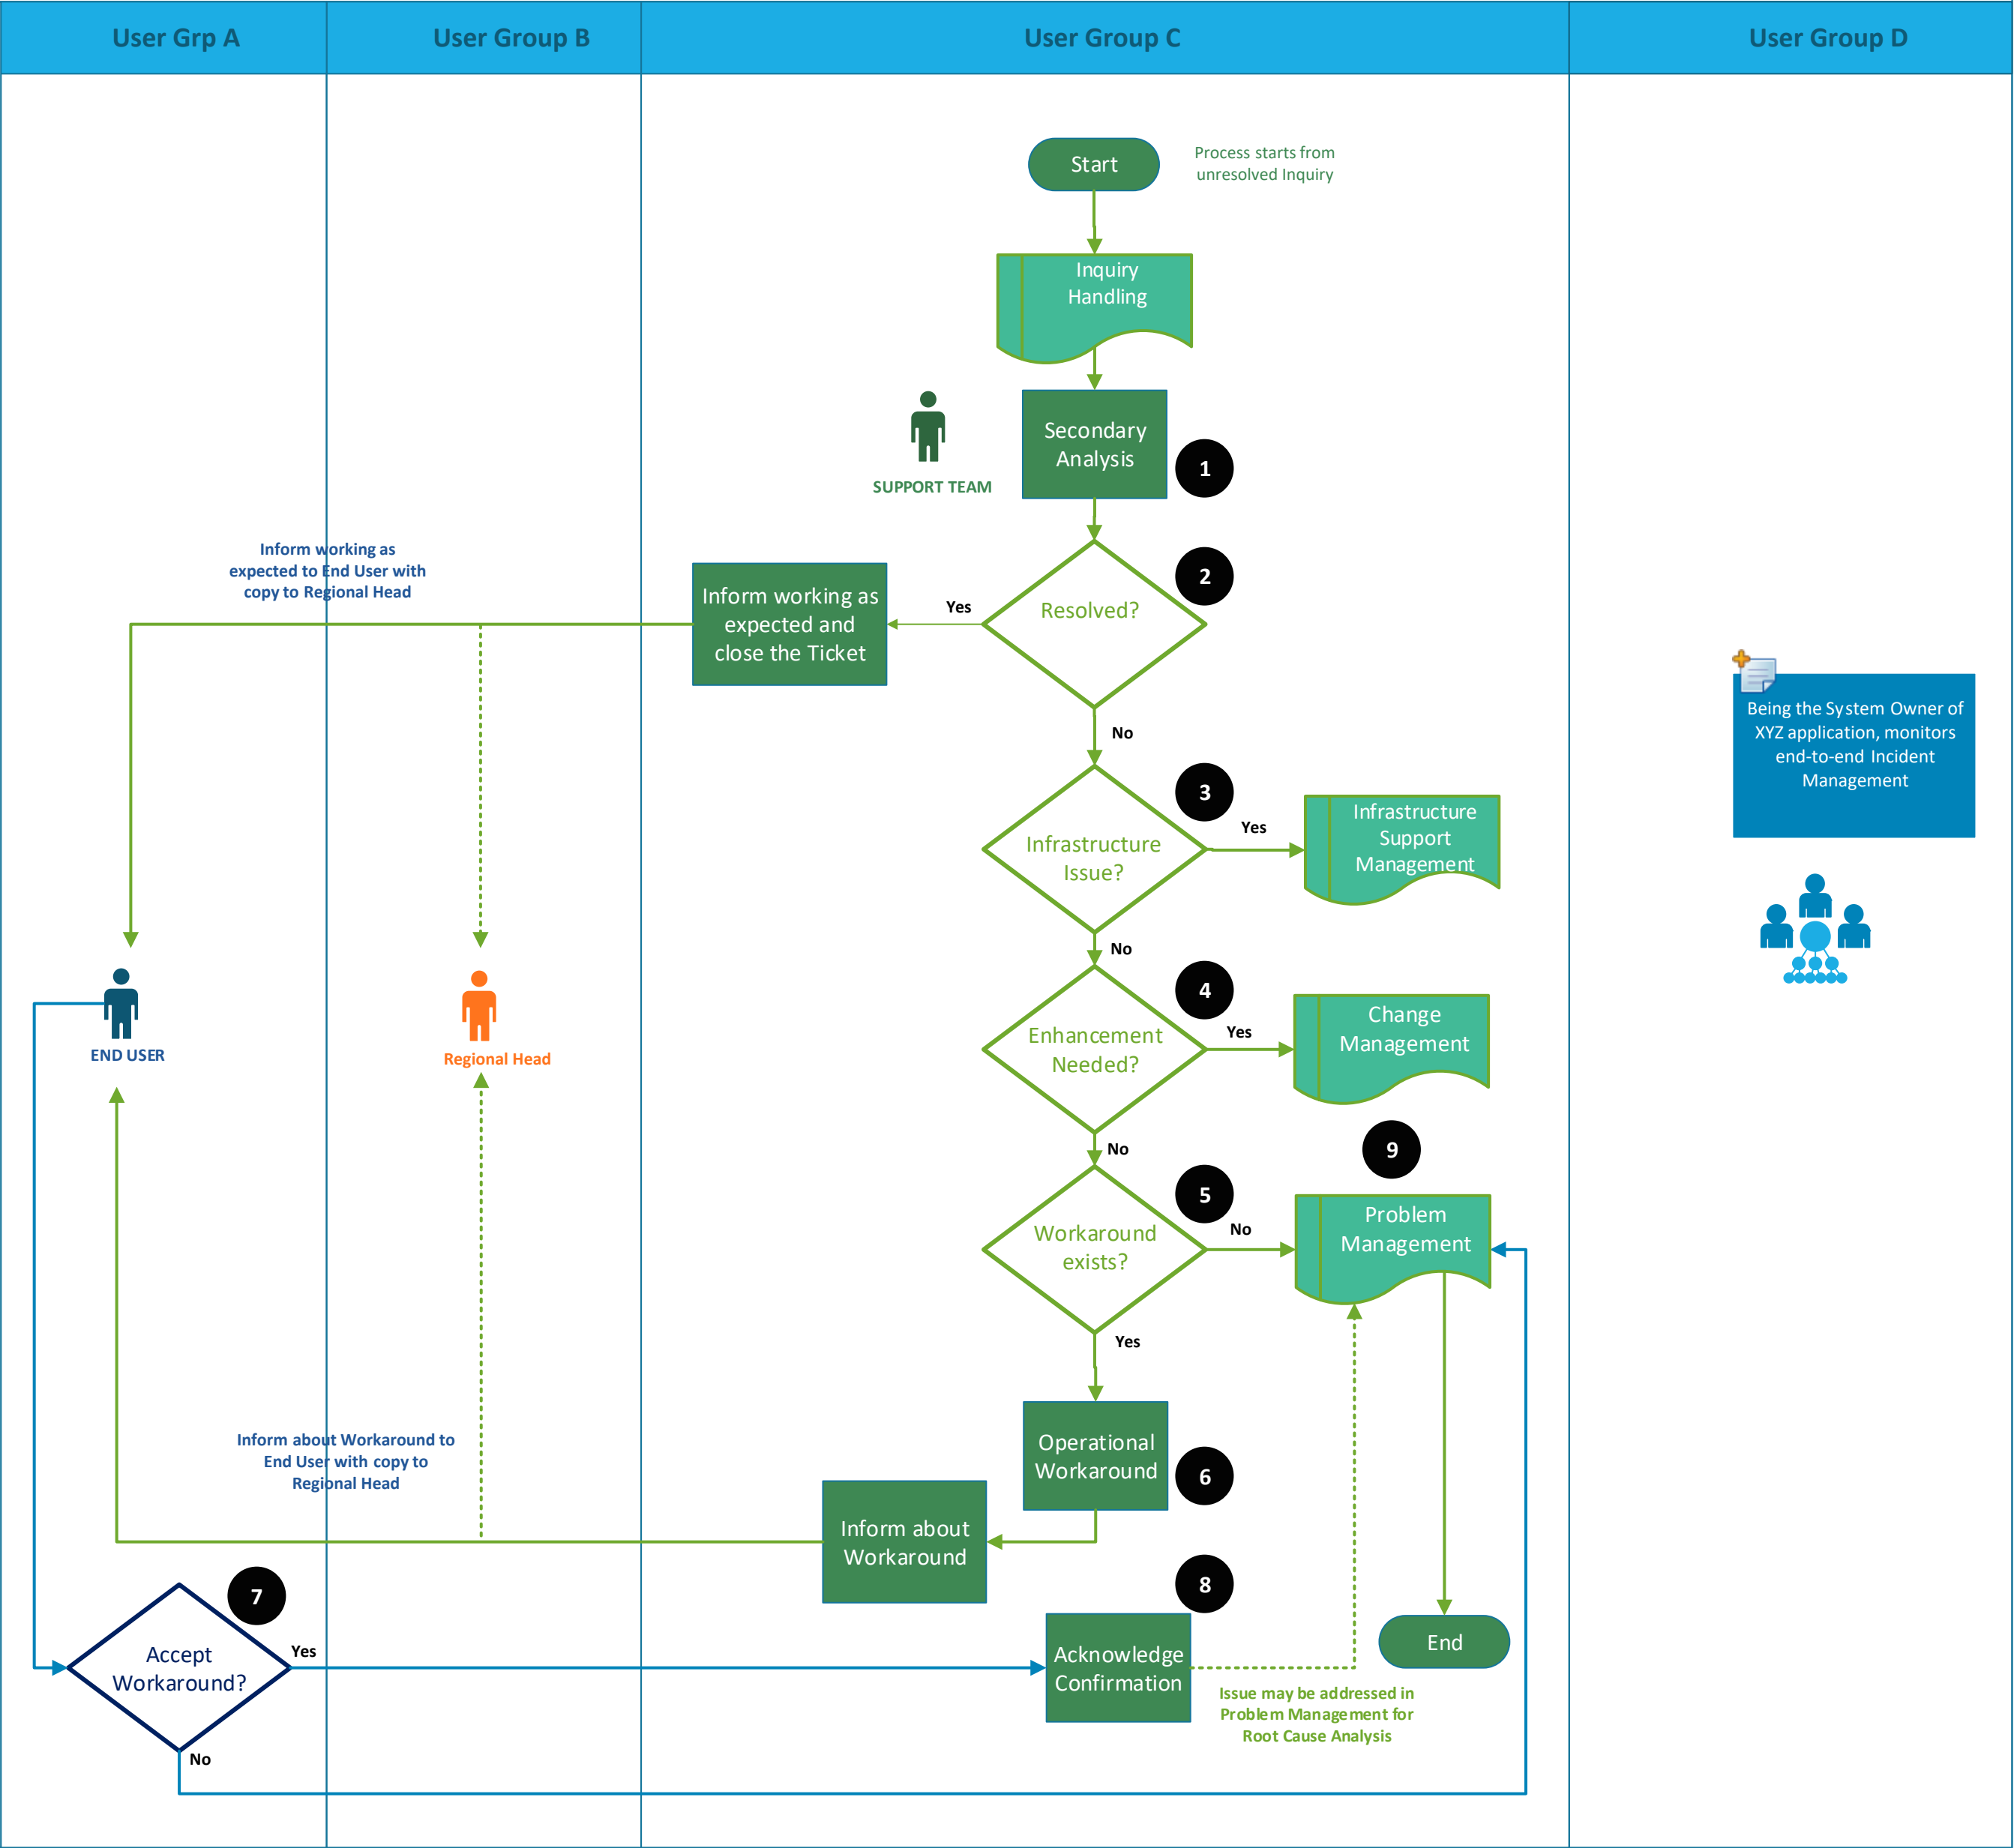 User Grp A
User Group B
User Group C
User Group D
Start
Process starts from
unresolved Inquiry
Inquiry
Handling
SUPPORT TEAM
Secondary
Analysis
1
Inform working as
expected to End User with
copy to Regional Head
Inform working as
expected and
close the Ticket
Yes
Resolved?
2
No
Being the System Owner of
XYZ application, monitors
end-to-end Incident
Management
Infrastructure
Issue?
3
Yes
Infrastructure
Support
Management
No
END USER
Regional Head
Enhancement
Needed?
4
Yes
Change
Management
No
9
Workaround
exists?
5
No
Problem
Management
Yes
Operational
Workaround
6
Inform about Workaround to
End User with copy to
Regional Head
Inform about
Workaround
7
Accept
Workaround?
Yes
8
Acknowledge
Confirmation
End
Issue may be addressed in
Problem Management for
Root Cause Analysis
No